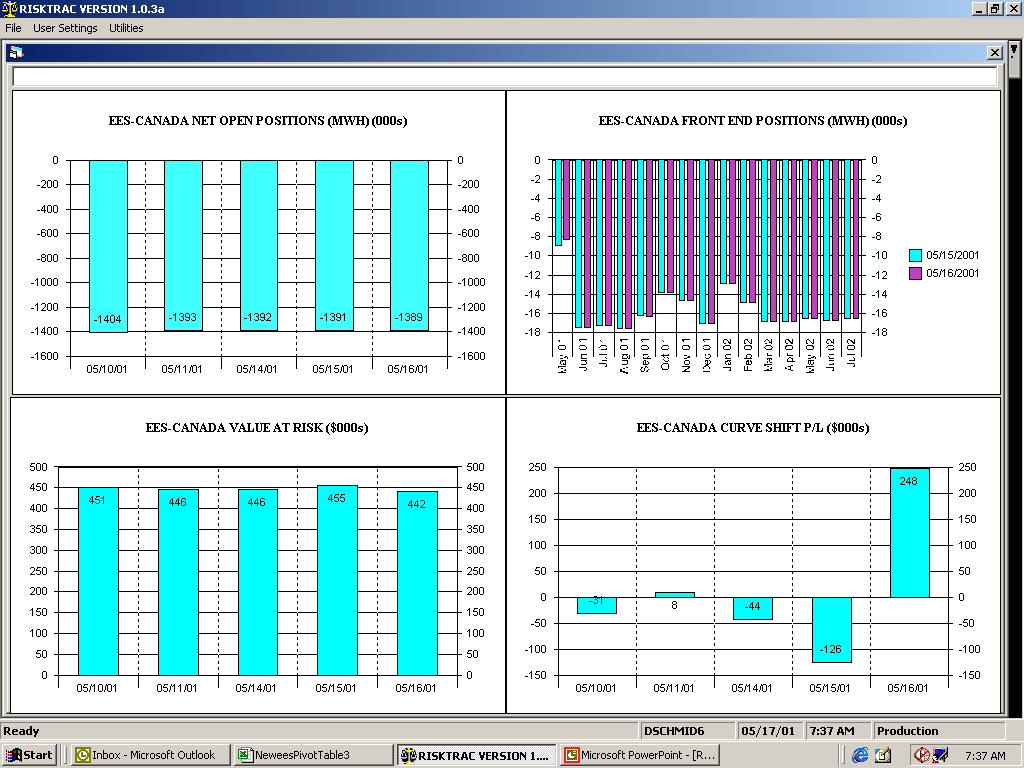 RISKTRAC VERSION 1.0.3a
File User Settings Utilities
EES-CANADA NET OPEN POSITIONS (MWH) (000s)
0 0
-200 -200
-400 -400
-600 -600
-800 -800
-1000 -1000
-1200 -1200
-1404 -1393 -1392 -1391 -1389
-1400 -1400
-1600 -1600
05/10/01 05/11/01 05/14/01 05/15/01 05/16/01
EES-CANADA FRONT END POSITIONS (MWH) (000s)
0 0
-2 -2
-4 -4
-6 -6
-8 -8
-10 -10
-12 -12
-14 -14
-16 -16
-18 -18
05/15/2001
05/16/2001
May 01 Jun 01 Jul 01 Aug 01 Sep 01 Oct 01 Nov 01 Dec 01 Jan 02 Feb 02 Mar 02 Apr 02 May 02 Jun 02 Jul 02
EES-CANADA VALUE AT RISK ($000s)
500 500
450 450
451 446 446 455 442
400 400
350 350
300 300
250 250
200 200
150 150
100 100
50 50
0 0
05/10/01 05/11/01 05/14/01 05/15/01 05/16/01
EES-CANADA CURVE SHIFT P/L ($000s)
250 250
248
200 200
150 150
100 100
50 50
0 0
-31 8 -44
-50 -50
-126
-100 -100
-150 -150
05/10/01 05/11/01 05/14/01 05/15/01 05/16/01
Ready DSCHMID6 05/17/01 7:37 AM Production
Start Inbox - Microsoft Outlook NeweesPivotTable3 RISKTRAC VERSION 1.... Microsoft PowerPoint - [R... 7:37 AM